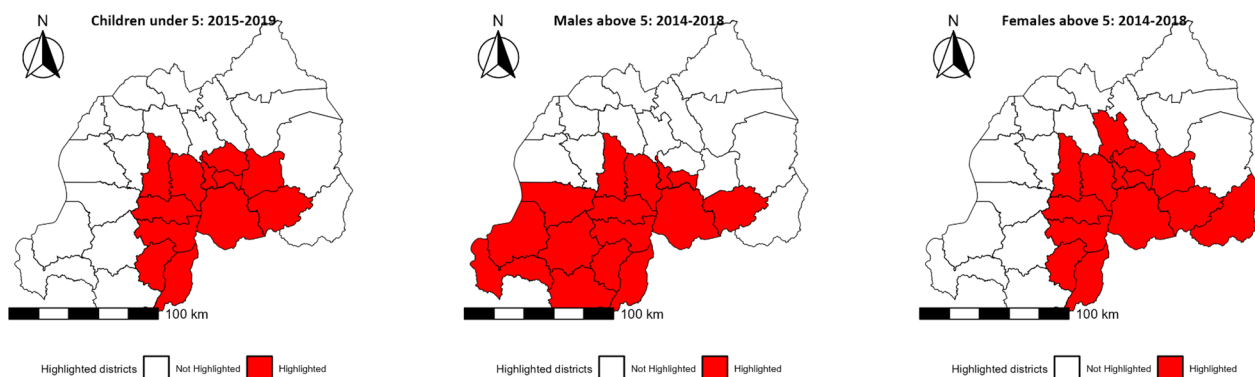 Children under 5: 2015-2019
N
100 km
Highlighted districts Not Highlighted Highlighted
Males above 5: 2014-2018
N
100 km
Highlighted districts Not Highlighted Highlighted
Females above 5: 2014-2018
N
100 km
Highlighted districts Not Highlighted Highlighted